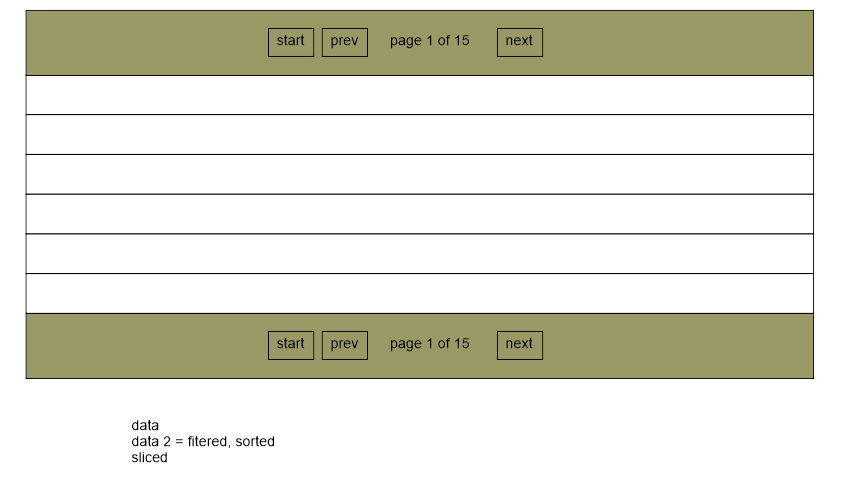 start prev page 1 of 15 next
start prev page 1 of 15 next
data
data 2 = fitered, sorted
sliced